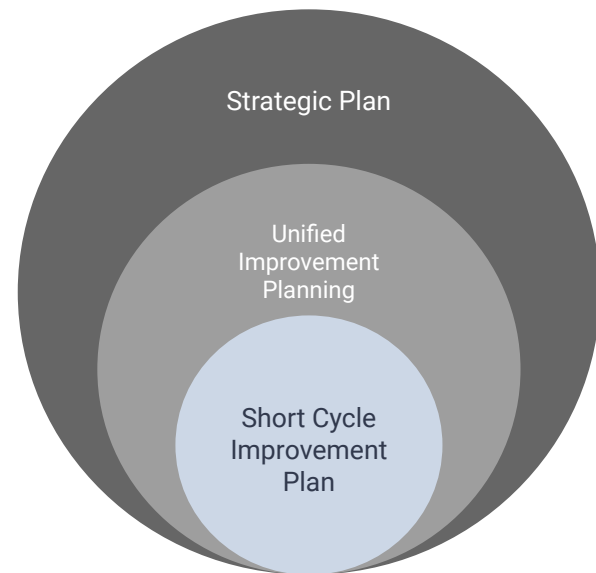 Strategic Plan
Unified
Improvement
Planning
Short Cycle
Improvement
Plan